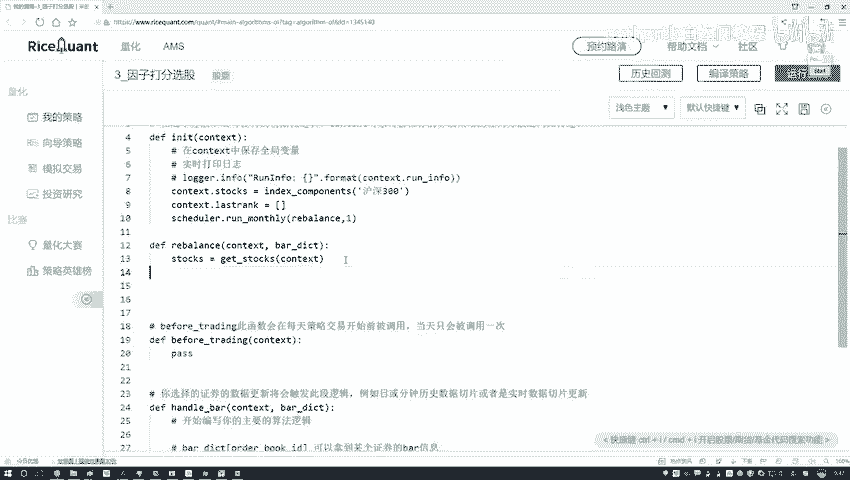 https://www.ricequant.com/quant/#main-algorithms-ol?tag=algorithm-ol&id=1345140
RiceQuant
量化
AMS
预约路演
帮助文档
社区
3_因子打分选股
股票
历史回测
编译策略
运行
Start
浅色主题
默认快捷键
量化
我的策略
向导策略
模拟交易
投资研究
比赛
量化大赛
策略英雄榜
4 def init(context):
5 # 在context中保存全局变量
6 # 实时打印日志
7 # logger.info("RunInfo: {}".format(context.run_info))
8 context.stocks = index_components('沪深300')
9 context.lastrank = []
10 scheduler.run_monthly(rebalance,1)
11
12 def rebalance(context, bar_dict):
13 stocks = get_stocks(context)
14
15
16
17
18 # before_trading此函数会在每天策略交易开始前被调用，当天只会被调用一次
19 def before_trading(context):
20 pass
21
22
23 # 你选择的证券的数据更新将会触发此段逻辑，例如日或分钟历史数据切片或者是实时数据切片更新
24 def handle_bar(context, bar_dict):
25 # 开始编写你的主要的算法逻辑
26
27 # bar_dict[order_book_id] 可以拿到某个证券的bar信息
< 快捷键 ctrl + i / cmd + i 开启股票/期货/基金代码搜索功能 >
100%
9:47